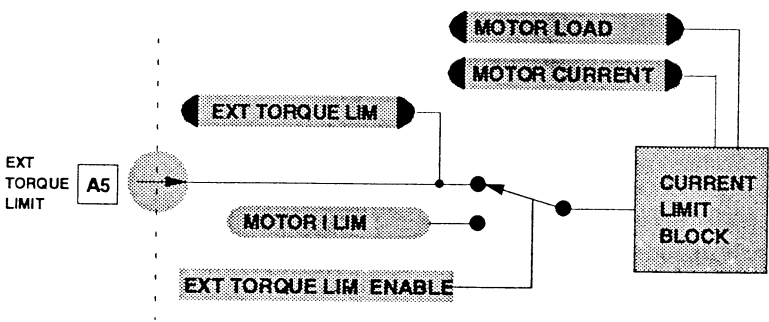 MOTOR LOAD
MOTOR CURRENT
EXT TORQUE LIM
EXT
TORQUE
LIMIT
A5
MOTOR I LIM
EXT TORQUE LIM ENABLE
CURRENT
LIMIT
BLOCK